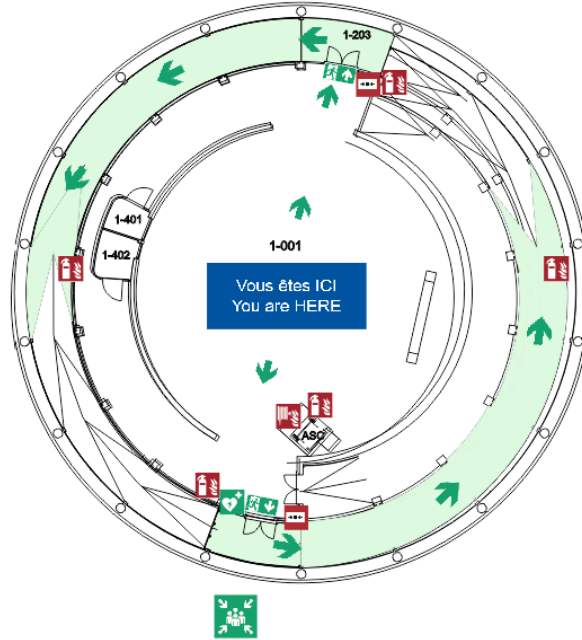 1-203
1-401
1-402
1-001
Vous êtes ICI
You are HERE
ASC